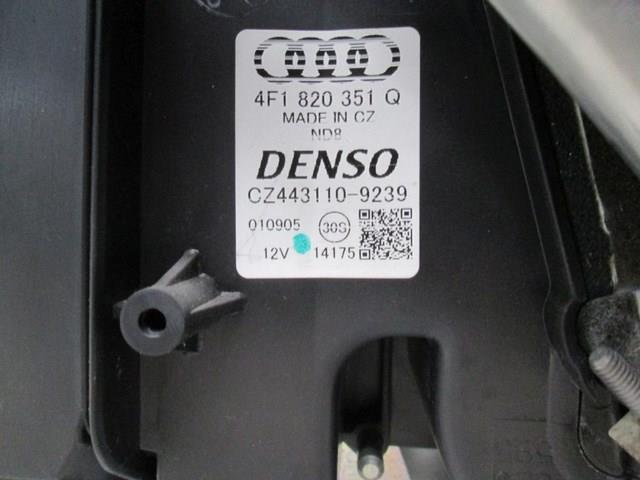 4F1 820 351 Q
MADE IN CZ
ND8
DENSO
CZ443110-9239
010905 30S
12V 14175